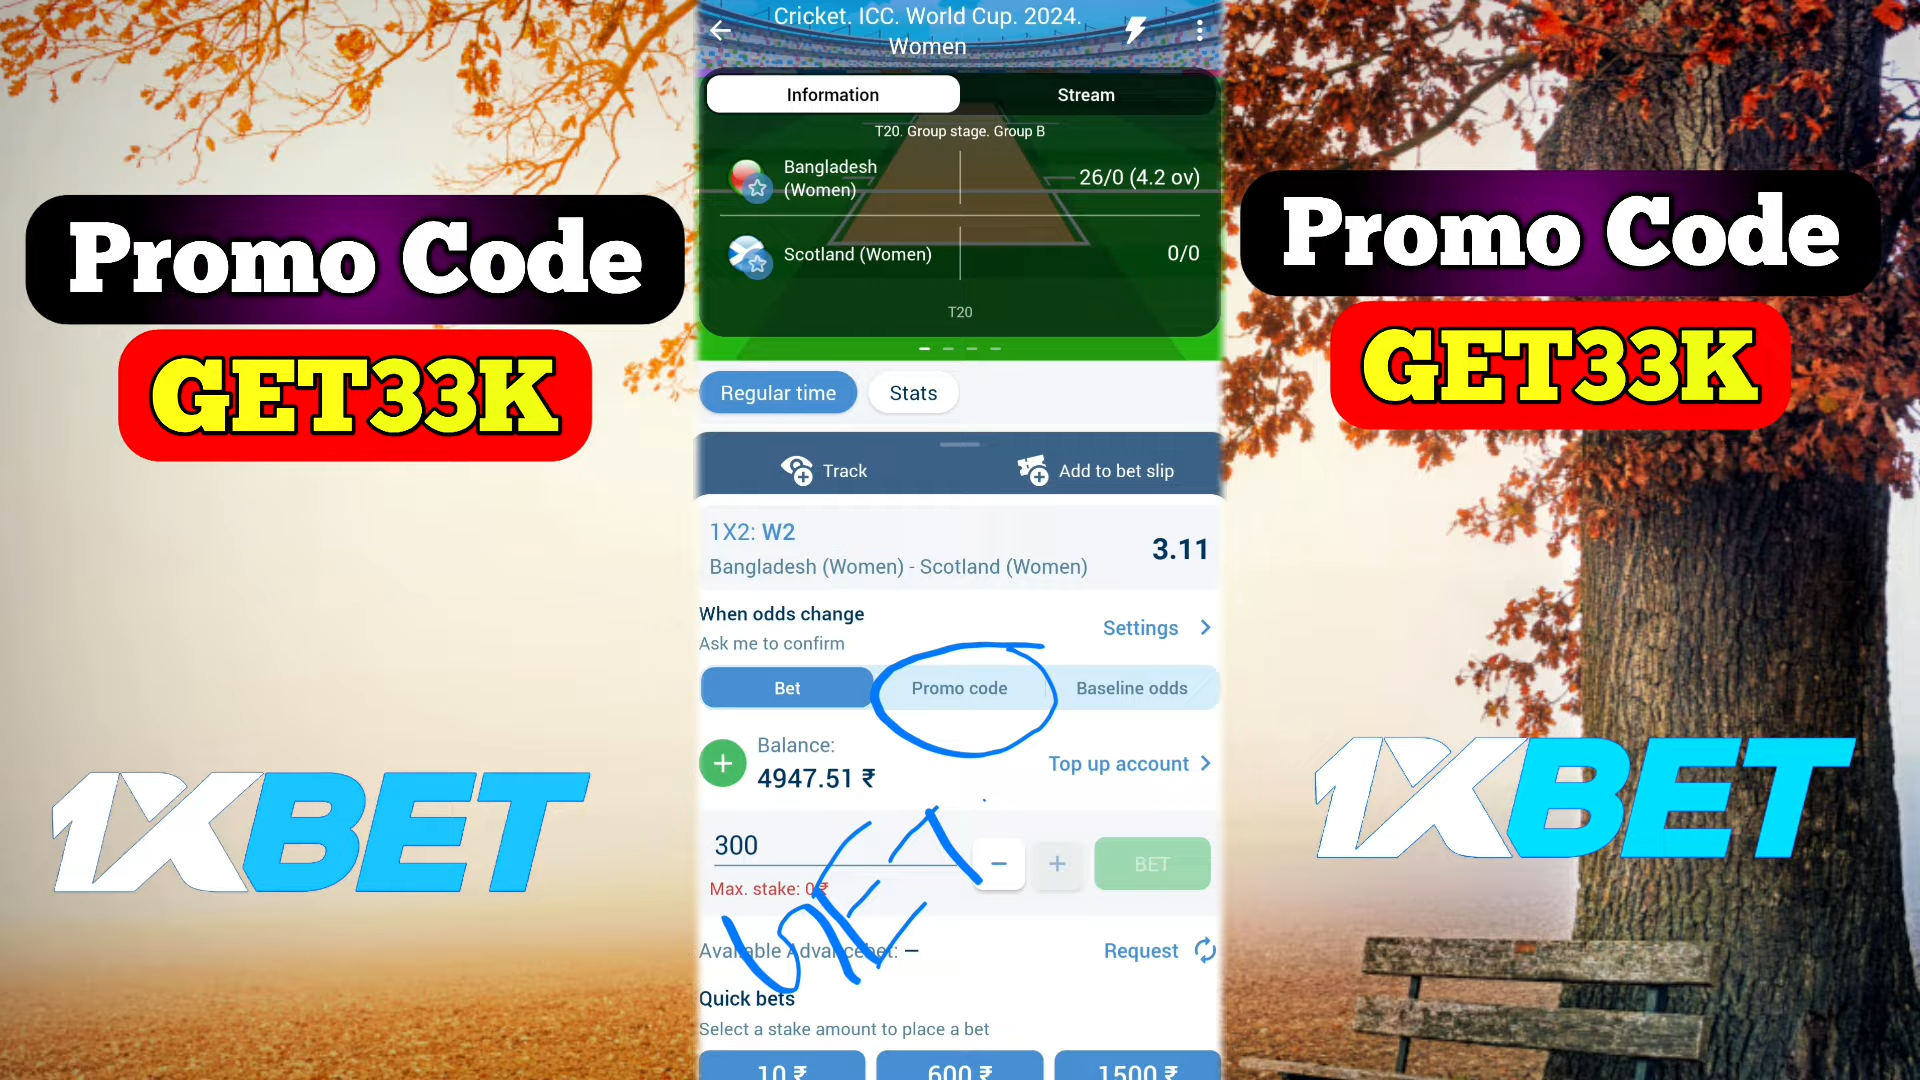 Cricket. ICC. World Cup. 2024.
Women
Information
Stream
T20. Group stage. Group B
Bangladesh
(Women)
26/0 (4.2 ov)
Scotland (Women)
0/0
T20
Promo Code
GET33K
Promo Code
GET33K
Regular time
Stats
Track
Add to bet slip
1X2: W2
3.11
Bangladesh (Women) - Scotland (Women)
When odds change
Ask me to confirm
Settings
Bet
Promo code
Baseline odds
Balance:
4947.51 ₹
Top up account
300
BET
Max. stake: 0 ₹
GET
Available Advancebet: –
Request
Quick bets
Select a stake amount to place a bet
10 ₹
600 ₹
1500 ₹
1XBET
1XBET